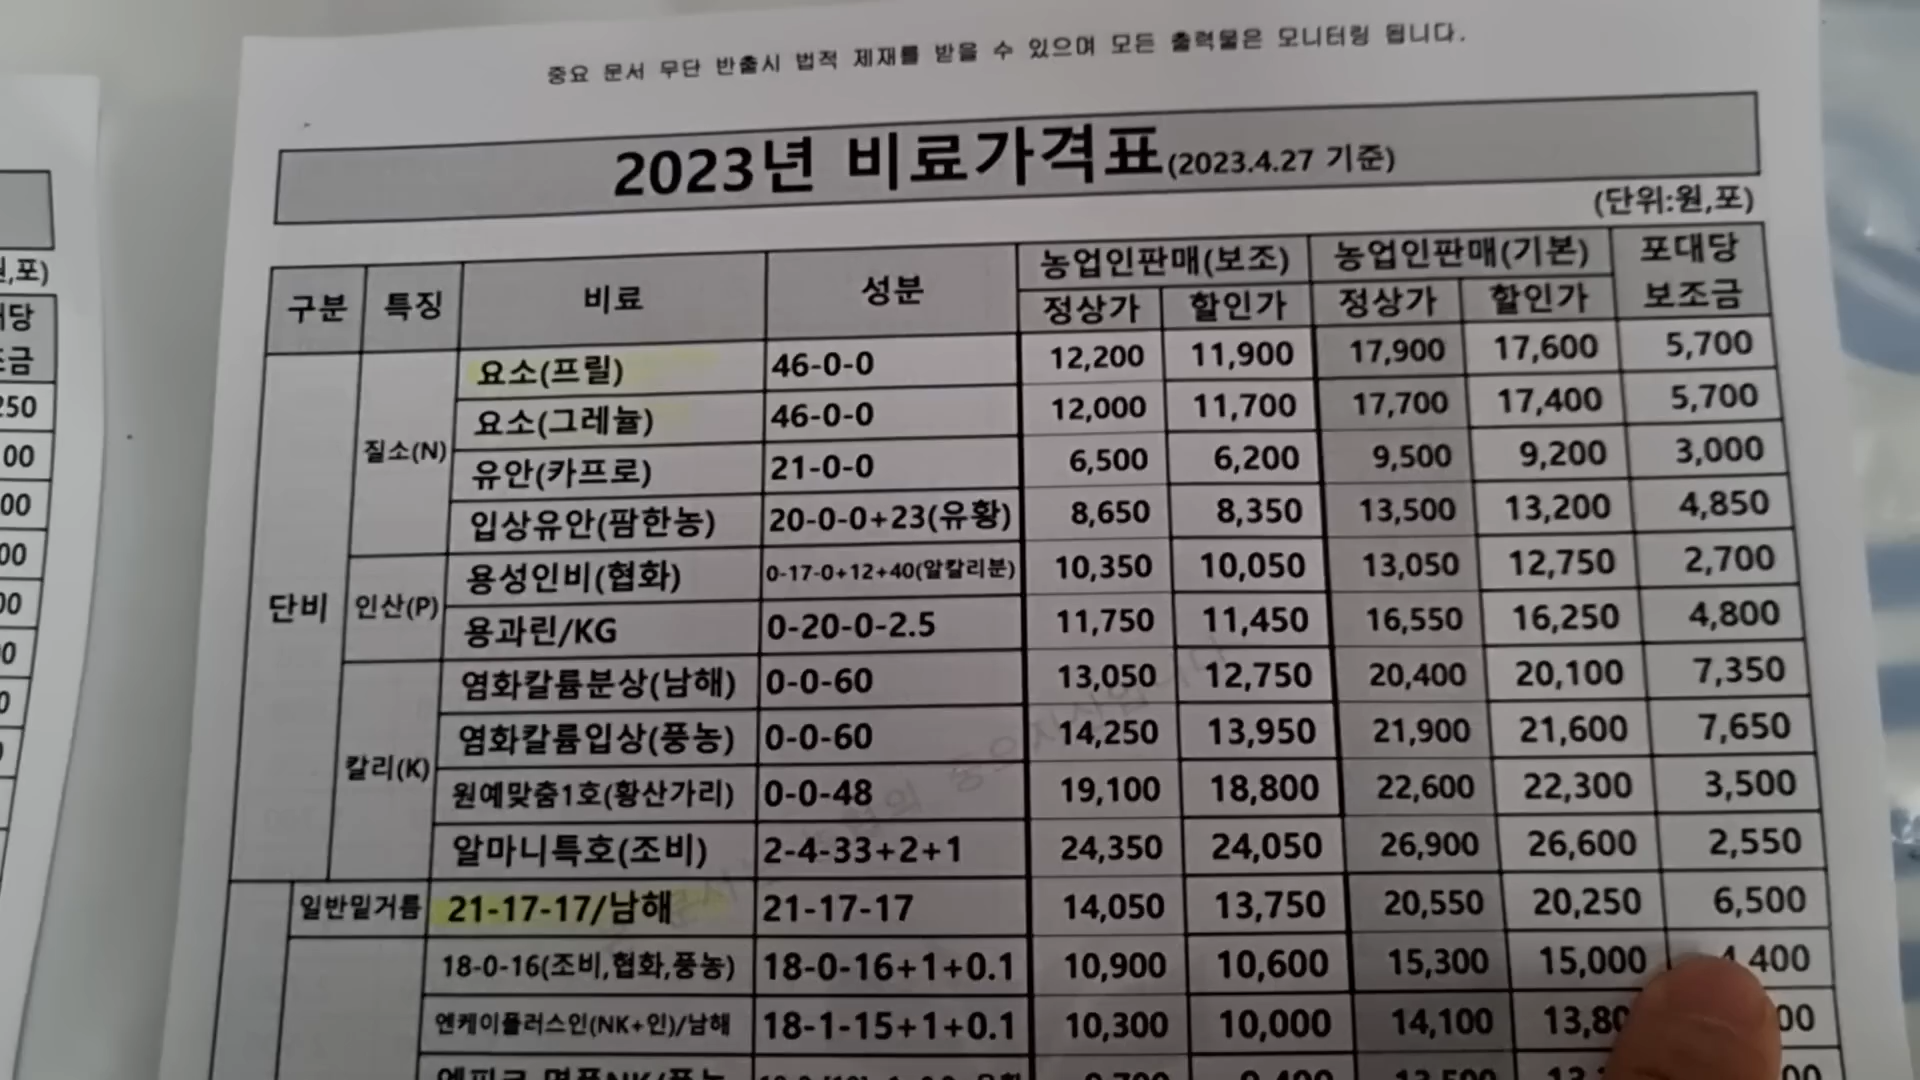 중요 문서 무단 반출시 법적 제재를 받을 수 있으며 모든 출력물은 모니터링 됩니다.
2023년 비료가격표(2023.4.27 기준)
(단위:원,포)
구분 특징 비료 성분 농업인판매(보조) 농업인판매(기본) 포대당 보조금
정상가 할인가 정상가 할인가
단비
질소(N)
요소(프릴) 46-0-0 12,200 11,900 17,900 17,600 5,700
요소(그레뉼) 46-0-0 12,000 11,700 17,700 17,400 5,700
유안(카프로) 21-0-0 6,500 6,200 9,500 9,200 3,000
입상유안(팜한농) 20-0-0+23(유황) 8,650 8,350 13,500 13,200 4,850
인산(P)
용성인비(협화) 0-17-0+12+40(알칼리분) 10,350 10,050 13,050 12,750 2,700
용과린/KG 0-20-0-2.5 11,750 11,450 16,550 16,250 4,800
칼리(K)
염화칼륨분상(남해) 0-0-60 13,050 12,750 20,400 20,100 7,350
염화칼륨입상(풍농) 0-0-60 14,250 13,950 21,900 21,600 7,650
원예맞춤1호(황산가리) 0-0-48 19,100 18,800 22,600 22,300 3,500
알마니특호(조비) 2-4-33+2+1 24,350 24,050 26,900 26,600 2,550
일반밑거름 21-17-17/남해 21-17-17 14,050 13,750 20,550 20,250 6,500
18-0-16(조비,협화,풍농) 18-0-16+1+0.1 10,900 10,600 15,300 15,000 4,400
엔케이플러스인(NK+인)/남해 18-1-15+1+0.1 10,300 10,000 14,100